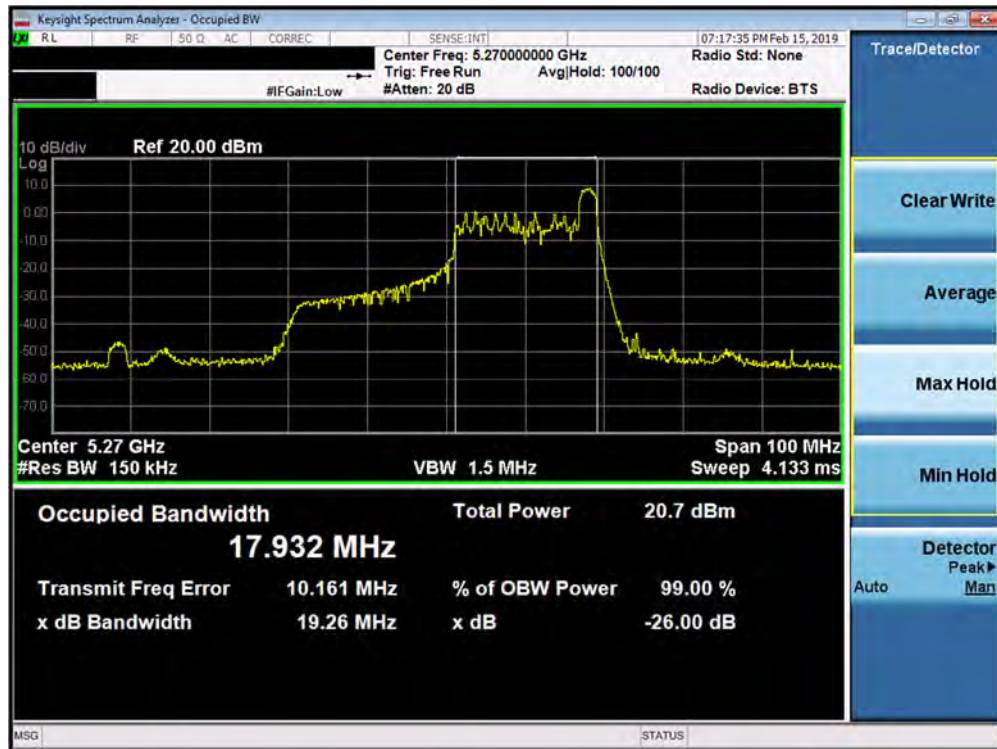 Keysight Spectrum Analyzer - Occupied BW
LXI RL RF 50 Ω AC CORREC SENSE:INT 07:17:35 PM Feb 15, 2019
Center Freq: 5.270000000 GHz Radio Std: None
Trig: Free Run Avg|Hold: 100/100
#IFGain:Low #Atten: 20 dB Radio Device: BTS
Trace/Detector
10 dB/div Ref 20.00 dBm
Log
10.0
0.00
-10.0
-20.0
-30.0
-40.0
-50.0
-60.0
-70.0
Center 5.27 GHz Span 100 MHz
#Res BW 150 kHz VBW 1.5 MHz Sweep 4.133 ms
Occupied Bandwidth Total Power 20.7 dBm
17.932 MHz
Transmit Freq Error 10.161 MHz % of OBW Power 99.00 %
x dB Bandwidth 19.26 MHz x dB -26.00 dB
Clear Write
Average
Max Hold
Min Hold
Detector
Peak▶
Auto Man
MSG STATUS